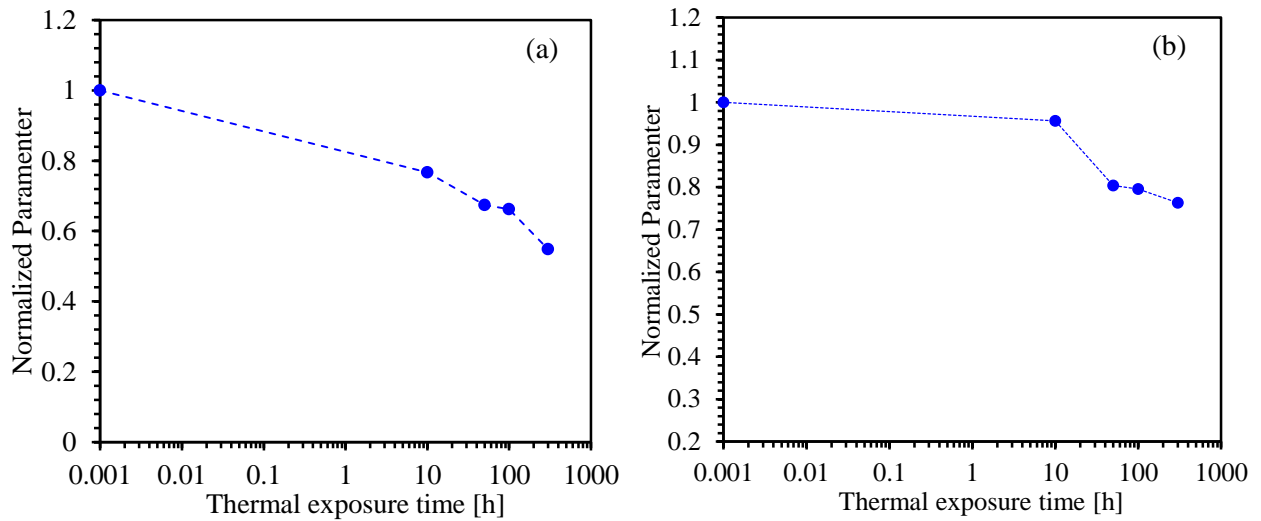 (a)
Normalized Paramenter
1.2
1
0.8
0.6
0.4
0.2
0
0.001 0.01 0.1 1 10 100 1000
Thermal exposure time [h]
(b)
Normalized Paramenter
1.2
1.1
1
0.9
0.8
0.7
0.6
0.5
0.4
0.3
0.2
0.001 0.01 0.1 1 10 100 1000
Thermal exposure time [h]